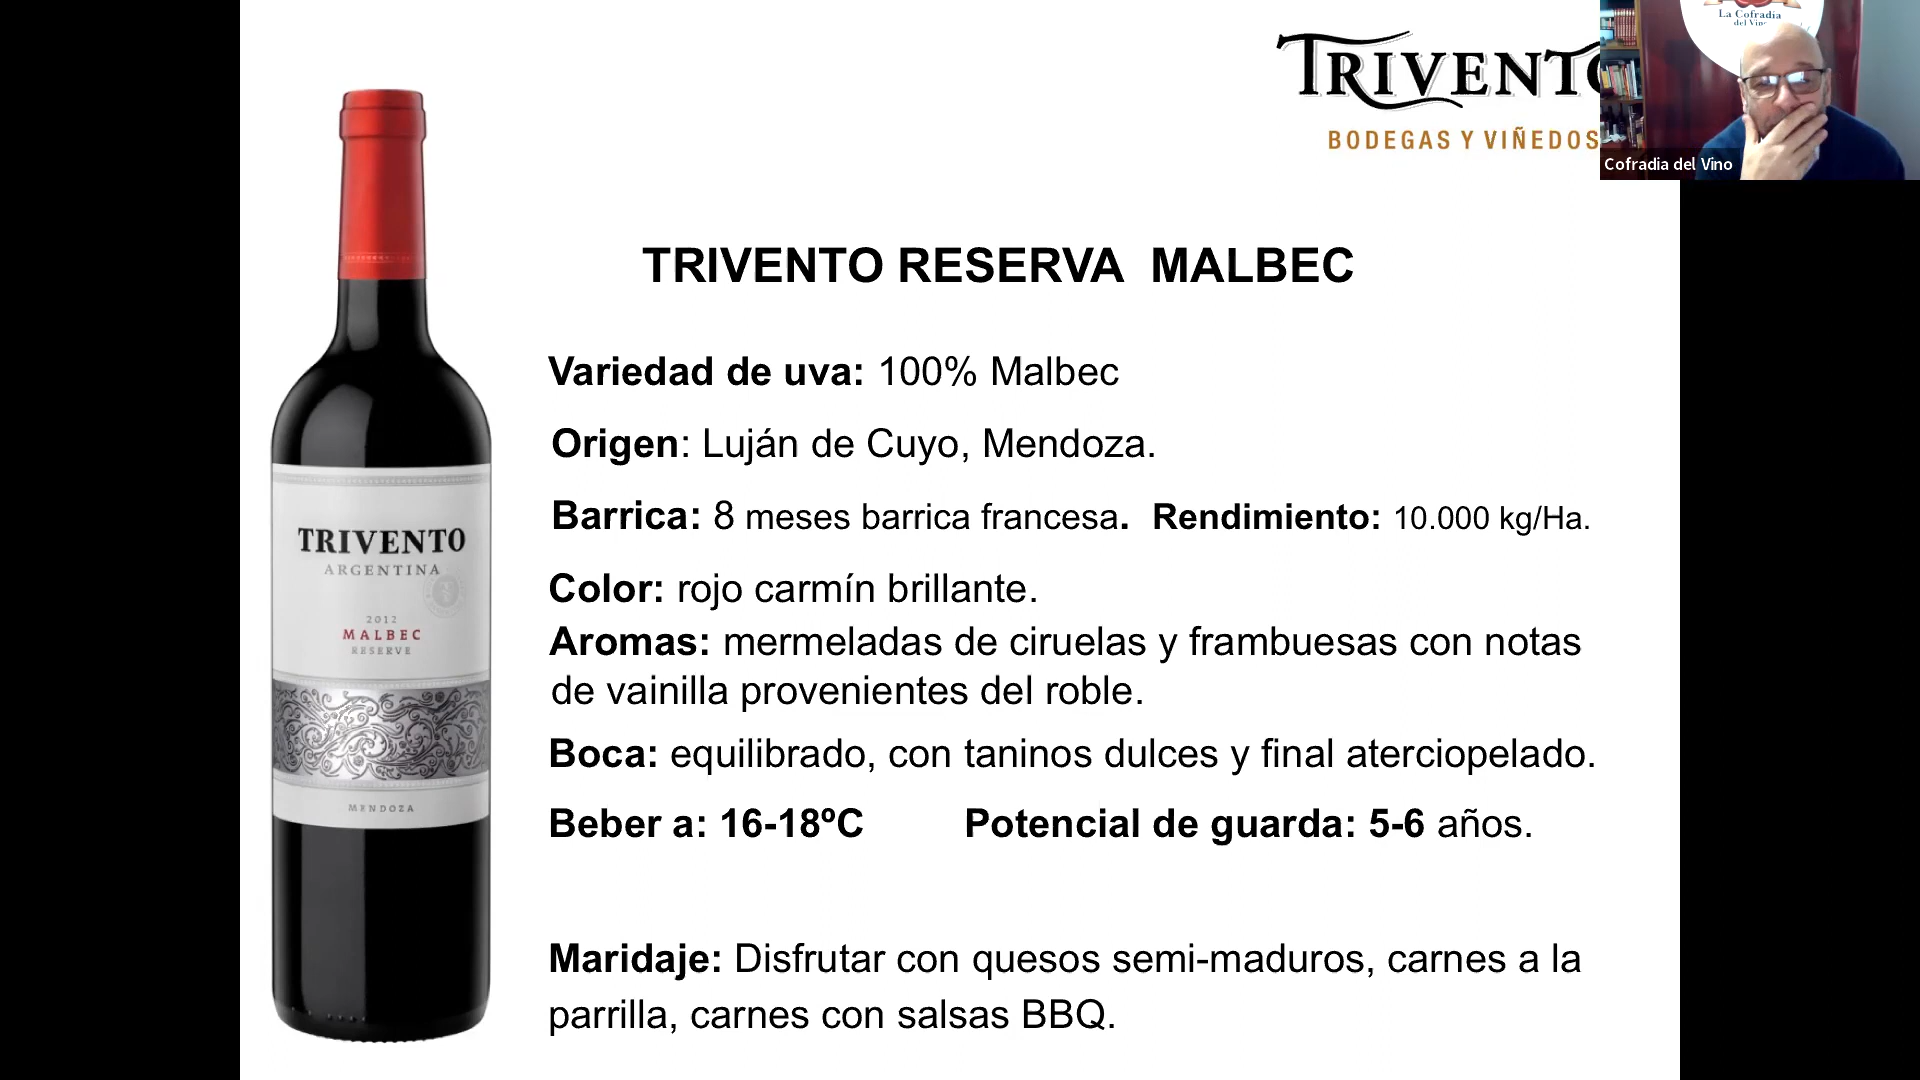 TRIVENTO
BODEGAS Y VIÑEDOS
La Cofradia
del Vino
Cofradia del Vino
TRIVENTO RESERVA MALBEC
Variedad de uva: 100% Malbec
Origen: Luján de Cuyo, Mendoza.
Barrica: 8 meses barrica francesa. Rendimiento: 10.000 kg/Ha.
Color: rojo carmín brillante.
Aromas: mermeladas de ciruelas y frambuesas con notas
de vainilla provenientes del roble.
Boca: equilibrado, con taninos dulces y final aterciopelado.
Beber a: 16-18ºC Potencial de guarda: 5-6 años.
Maridaje: Disfrutar con quesos semi-maduros, carnes a la
parrilla, carnes con salsas BBQ.
TRIVENTO
ARGENTINA
2012
MALBEC
RESERVE
MENDOZA